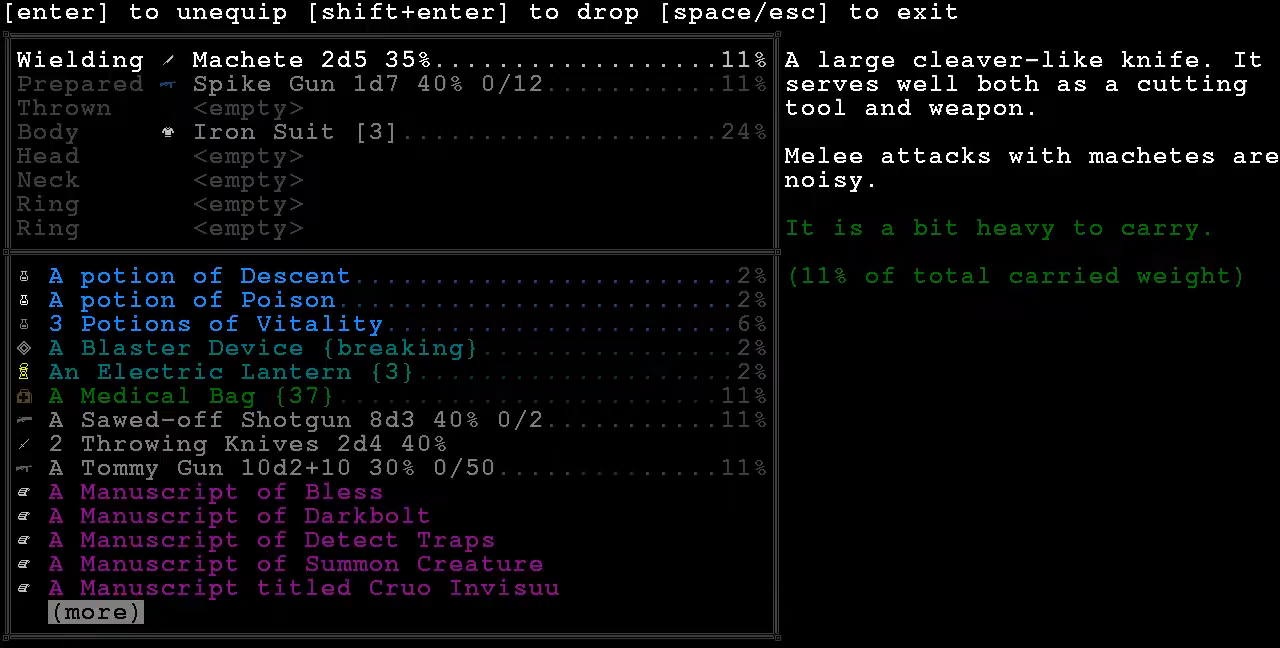 [enter] to unequip [shift+enter] to drop [space/esc] to exit
Wielding Machete 2d5 35%..................11%
Prepared Spike Gun 1d7 40% 0/12...........11%
Thrown <empty>
Body Iron Suit [3]....................24%
Head <empty>
Neck <empty>
Ring <empty>
Ring <empty>
A large cleaver-like knife. It
serves well both as a cutting
tool and weapon.
Melee attacks with machetes are
noisy.
It is a bit heavy to carry.
(11% of total carried weight)
A potion of Descent........................2%
A potion of Poison.........................2%
3 Potions of Vitality......................6%
A Blaster Device {breaking}................2%
An Electric Lantern {3}....................2%
A Medical Bag {37}........................11%
A Sawed-off Shotgun 8d3 40% 0/2...........11%
2 Throwing Knives 2d4 40%
A Tommy Gun 10d2+10 30% 0/50..............11%
A Manuscript of Bless
A Manuscript of Darkbolt
A Manuscript of Detect Traps
A Manuscript of Summon Creature
A Manuscript titled Cruo Invisuu
(more)